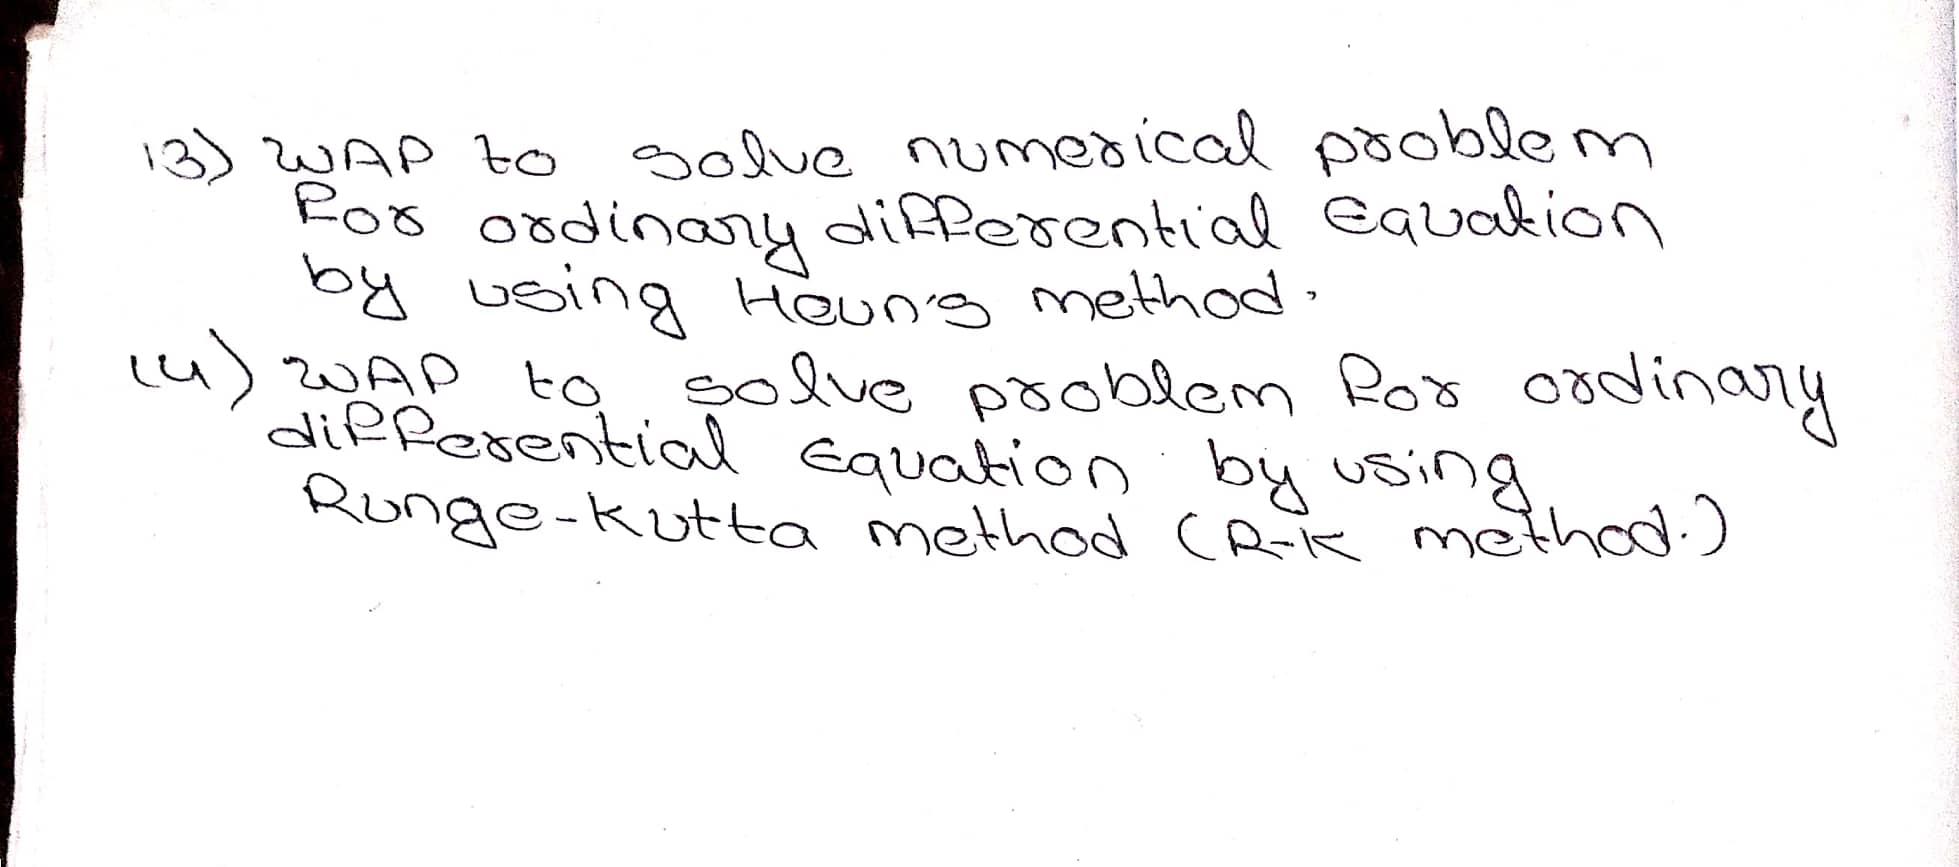 13) WAP to solve numerical problem
for ordinary differential Equation
by using Heun's method.
14) WAP to solve problem for ordinary
differential Equation by using
Runge-Kutta method (R-K method.)